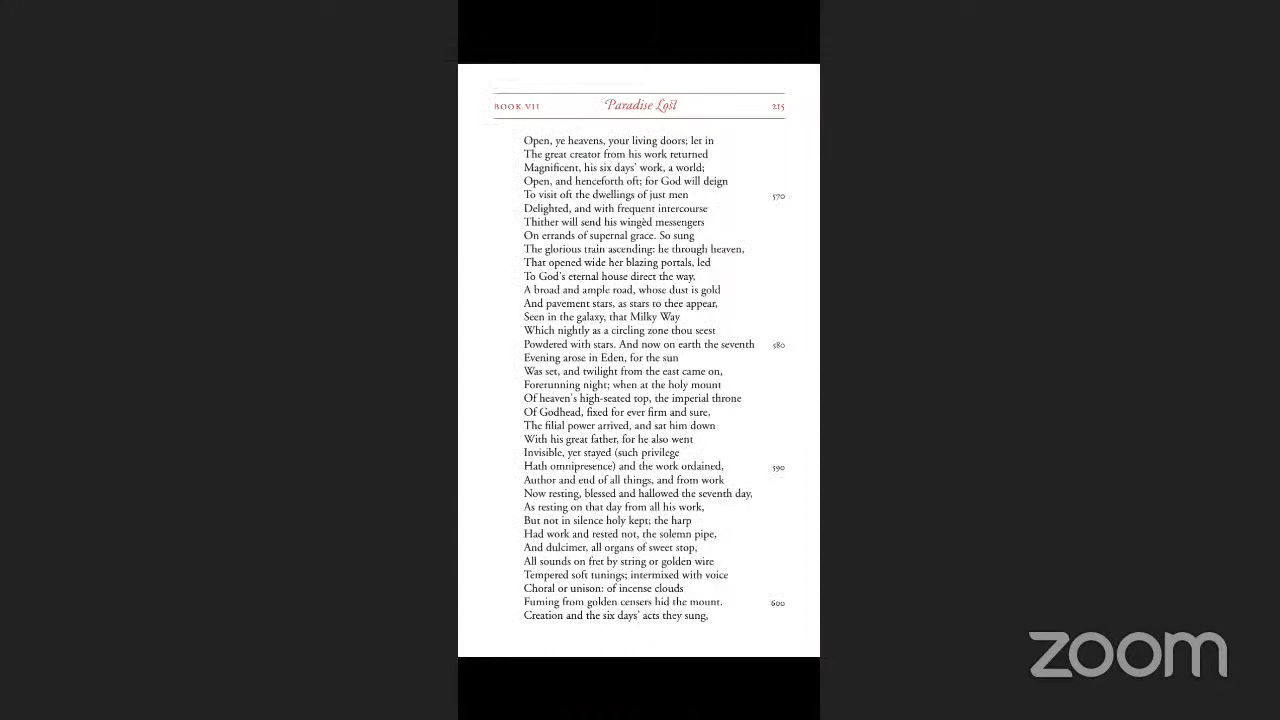 BOOK VII Paradise Lost 215
Open, ye heavens, your living doors; let in
The great creator from his work returned
Magnificent, his six days' work, a world;
Open, and henceforth oft; for God will deign
To visit oft the dwellings of just men 570
Delighted, and with frequent intercourse
Thither will send his wingèd messengers
On errands of supernal grace. So sung
The glorious train ascending: he through heaven,
That opened wide her blazing portals, led
To God's eternal house direct the way,
A broad and ample road, whose dust is gold
And pavement stars, as stars to thee appear,
Seen in the galaxy, that Milky Way
Which nightly as a circling zone thou seest
Powdered with stars. And now on earth the seventh 580
Evening arose in Eden, for the sun
Was set, and twilight from the east came on,
Forerunning night; when at the holy mount
Of heaven's high-seated top, the imperial throne
Of Godhead, fixed for ever firm and sure,
The filial power arrived, and sat him down
With his great father, for he also went
Invisible, yet stayed (such privilege
Hath omnipresence) and the work ordained, 590
Author and end of all things, and from work
Now resting, blessed and hallowed the seventh day,
As resting on that day from all his work,
But not in silence holy kept; the harp
Had work and rested not, the solemn pipe,
And dulcimer, all organs of sweet stop,
All sounds on fret by string or golden wire
Tempered soft tunings; intermixed with voice
Choral or unison: of incense clouds
Fuming from golden censers hid the mount. 600
Creation and the six days' acts they sung,
zoom